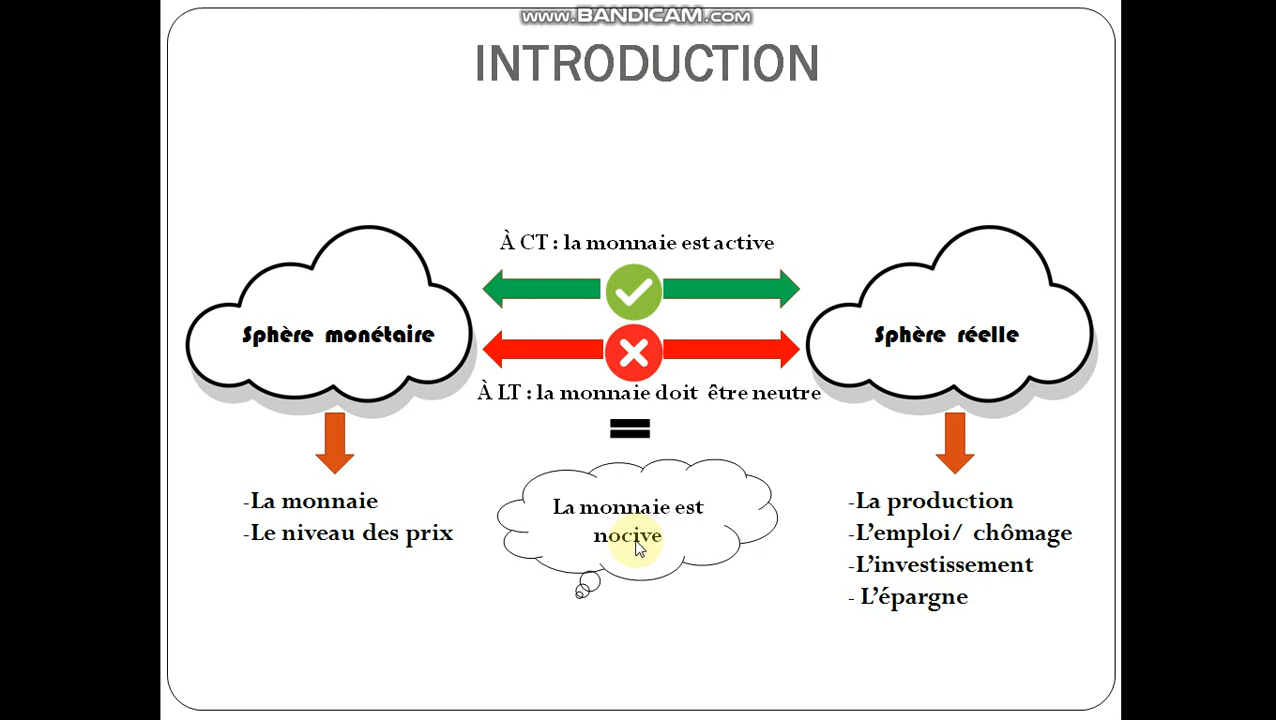 www.BANDICAM.com
INTRODUCTION
À CT : la monnaie est active
Sphère monétaire
Sphère réelle
À LT : la monnaie doit être neutre
=
-La monnaie
-Le niveau des prix
La monnaie est
nocive
-La production
-L'emploi/ chômage
-L'investissement
- L'épargne